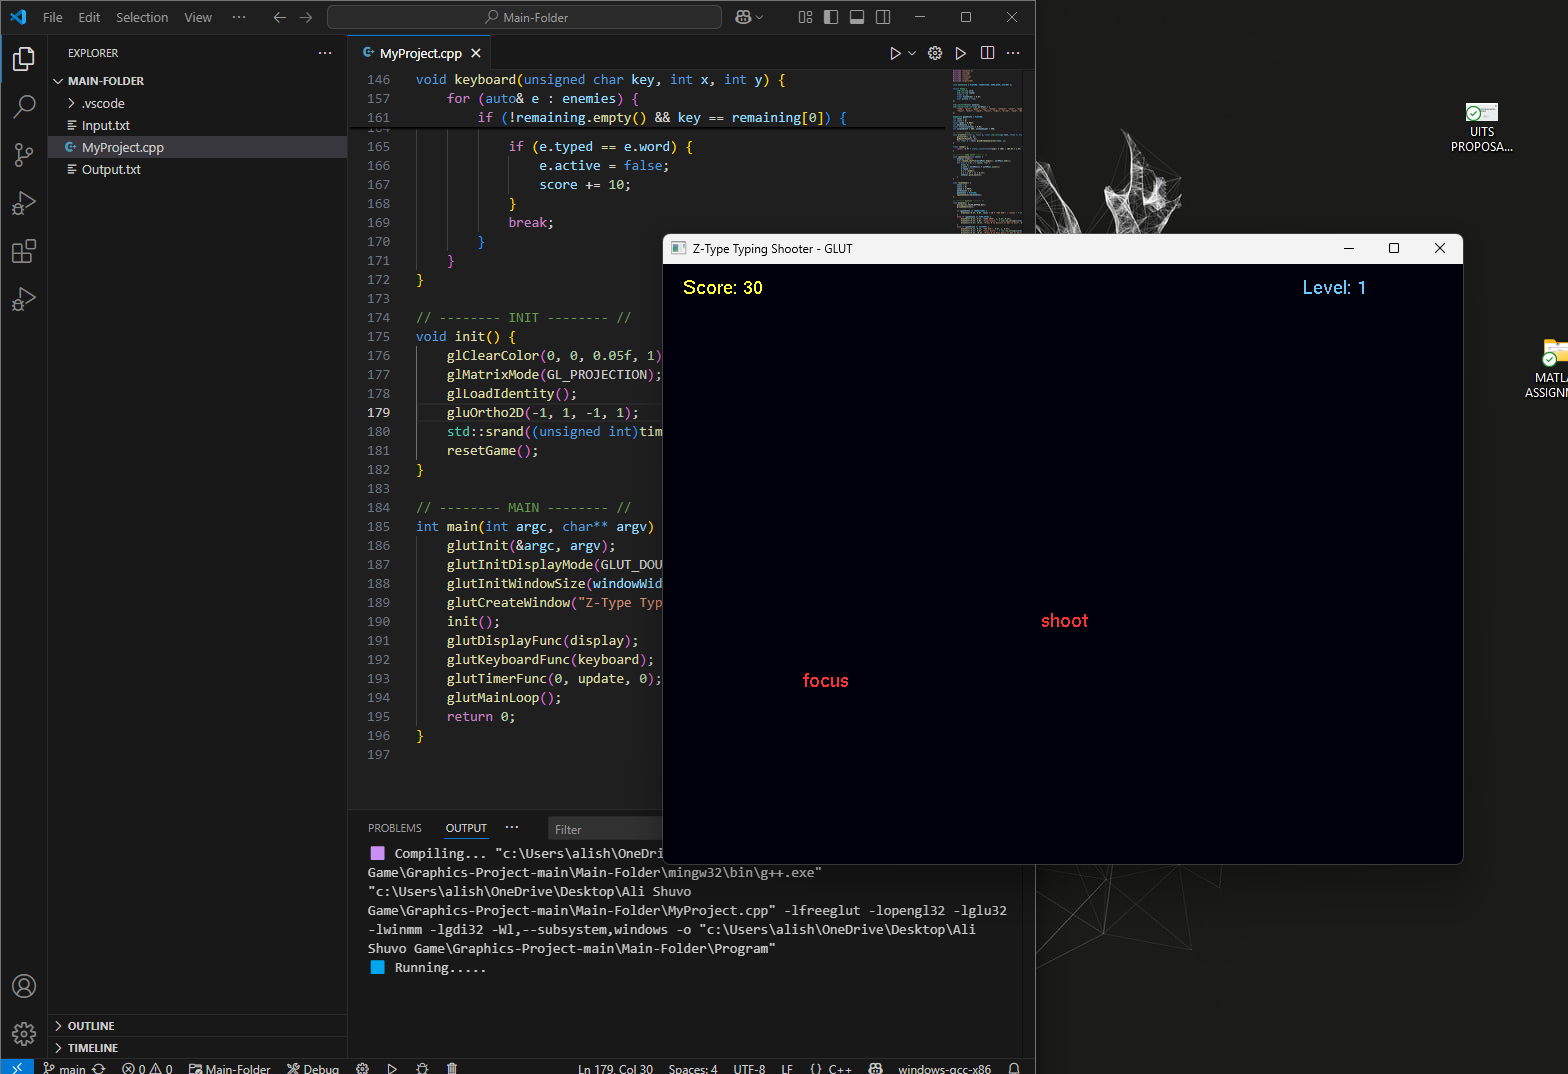 File Edit Selection View ··· Main-Folder
EXPLORER ···
MAIN-FOLDER
.vscode
Input.txt
MyProject.cpp
Output.txt
OUTLINE
TIMELINE
MyProject.cpp
146 void keyboard(unsigned char key, int x, int y) {
157 for (auto& e : enemies) {
161 if (!remaining.empty() && key == remaining[0]) {
165 if (e.typed == e.word) {
166 e.active = false;
167 score += 10;
168 }
169 break;
170 }
171 }
172 }
173
174 // -------- INIT -------- //
175 void init() {
176 glClearColor(0, 0, 0.05f, 1)
177 glMatrixMode(GL_PROJECTION);
178 glLoadIdentity();
179 gluOrtho2D(-1, 1, -1, 1);
180 std::srand((unsigned int)tim
181 resetGame();
182 }
183
184 // -------- MAIN -------- //
185 int main(int argc, char** argv)
186 glutInit(&argc, argv);
187 glutInitDisplayMode(GLUT_DOU
188 glutInitWindowSize(windowWid
189 glutCreateWindow("Z-Type Typ
190 init();
191 glutDisplayFunc(display);
192 glutKeyboardFunc(keyboard);
193 glutTimerFunc(0, update, 0);
194 glutMainLoop();
195 return 0;
196 }
197
PROBLEMS OUTPUT ··· Filter
Compiling... "c:\Users\alish\OneDri
Game\Graphics-Project-main\Main-Folder\mingw32\bin\g++.exe"
"c:\Users\alish\OneDrive\Desktop\Ali Shuvo
Game\Graphics-Project-main\Main-Folder\MyProject.cpp" -lfreeglut -lopengl32 -lglu32
-lwinmm -lgdi32 -Wl,--subsystem,windows -o "c:\Users\alish\OneDrive\Desktop\Ali
Shuvo Game\Graphics-Project-main\Main-Folder\Program"
Running.....
main 0 0 Main-Folder Debug Ln 179, Col 30 Spaces: 4 UTF-8 LF {} C++ windows-gcc-x86
Z-Type Typing Shooter - GLUT
Score: 30 Level: 1
shoot
focus
UITS
PROPOSA...
MATLA
ASSIGN